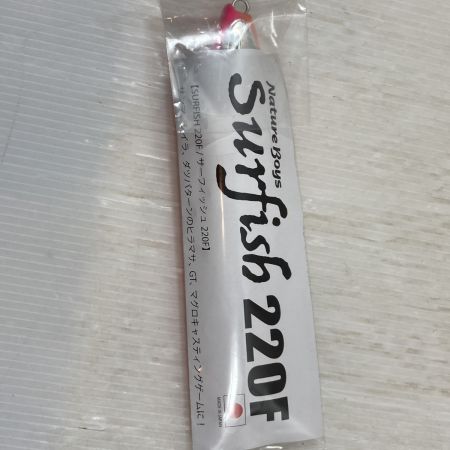 Nature Boys
Surfish 220F
【SURFISH 220F / サーフィッシュ 220F】
ダツパターンのヒラマサ、GT、マグロキャスティングゲームに！
MADE IN JAPAN